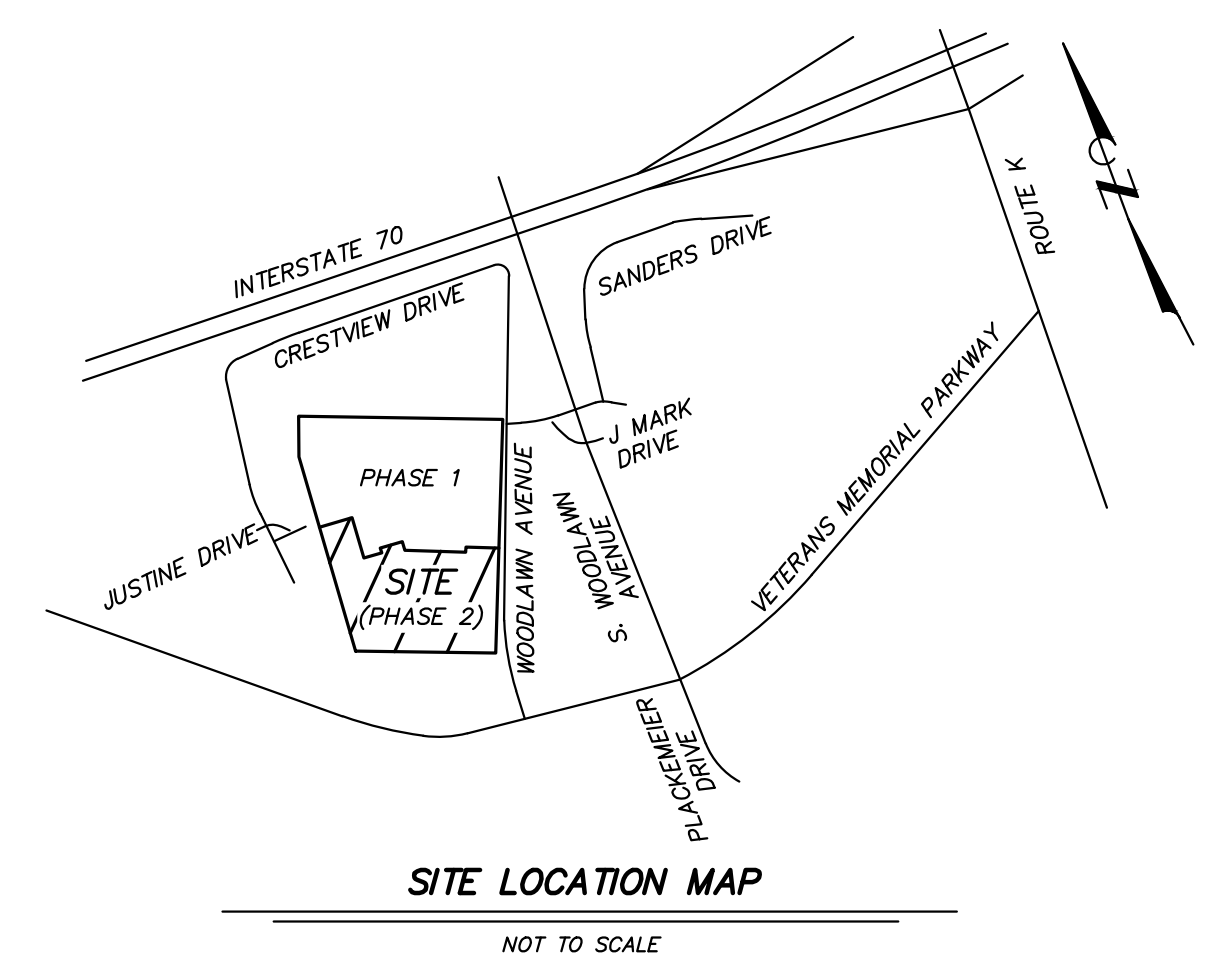 INTERSTATE 70
CRESTVIEW DRIVE
SANDERS DRIVE
ROUTE K
N
J MARK
DRIVE
PHASE 1
WOODLAWN AVENUE
S. WOODLAWN
AVENUE
VETERANS MEMORIAL PARKWAY
JUSTINE DRIVE
SITE
(PHASE 2)
PLACKEMEIER
DRIVE
SITE LOCATION MAP
NOT TO SCALE